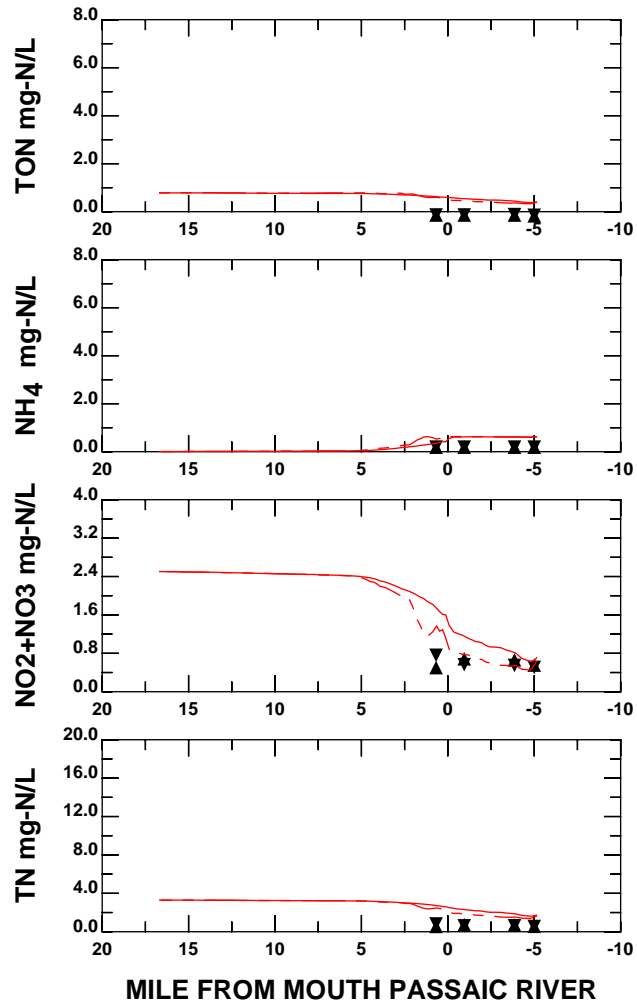 TON mg-N/L
8.0
6.0
4.0
2.0
0.0
20 15 10 5 0 -5 -10
NH4 mg-N/L
8.0
6.0
4.0
2.0
0.0
20 15 10 5 0 -5 -10
NO2+NO3 mg-N/L
4.0
3.2
2.4
1.6
0.8
0.0
20 15 10 5 0 -5 -10
TN mg-N/L
20.0
16.0
12.0
8.0
4.0
0.0
20 15 10 5 0 -5 -10
MILE FROM MOUTH PASSAIC RIVER